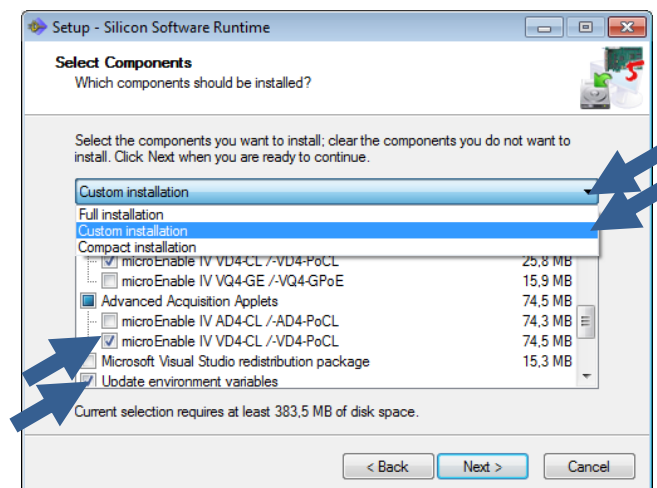 Setup - Silicon Software Runtime
Select Components
Which components should be installed?
5
Select the components you want to install; clear the components you do not want to
install. Click Next when you are ready to continue.
Custom installation
Full installation
Custom installation
Compact installation
microEnable IV VD4-CL /-VD4-PoCL 25,8 MB
microEnable IV VQ4-GE /-VQ4-GPoE 15,9 MB
Advanced Acquisition Applets 74,5 MB
microEnable IV AD4-CL /-AD4-PoCL 74,3 MB
microEnable IV VD4-CL /-VD4-PoCL 74,5 MB
Microsoft Visual Studio redistribution package 15,3 MB
Update environment variables
Current selection requires at least 383,5 MB of disk space.
< Back Next > Cancel